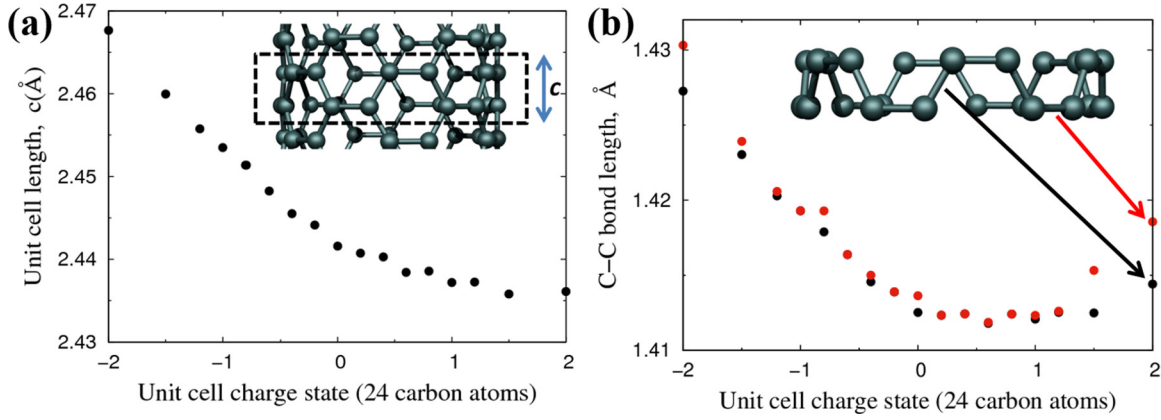 (a)
2.47
2.46
2.45
2.44
2.43
Unit cell length, c(Å)
c
−2
−1
0
1
2
Unit cell charge state (24 carbon atoms)
(b)
1.43
1.42
1.41
C−C bond length, Å
−2
−1
0
1
2
Unit cell charge state (24 carbon atoms)